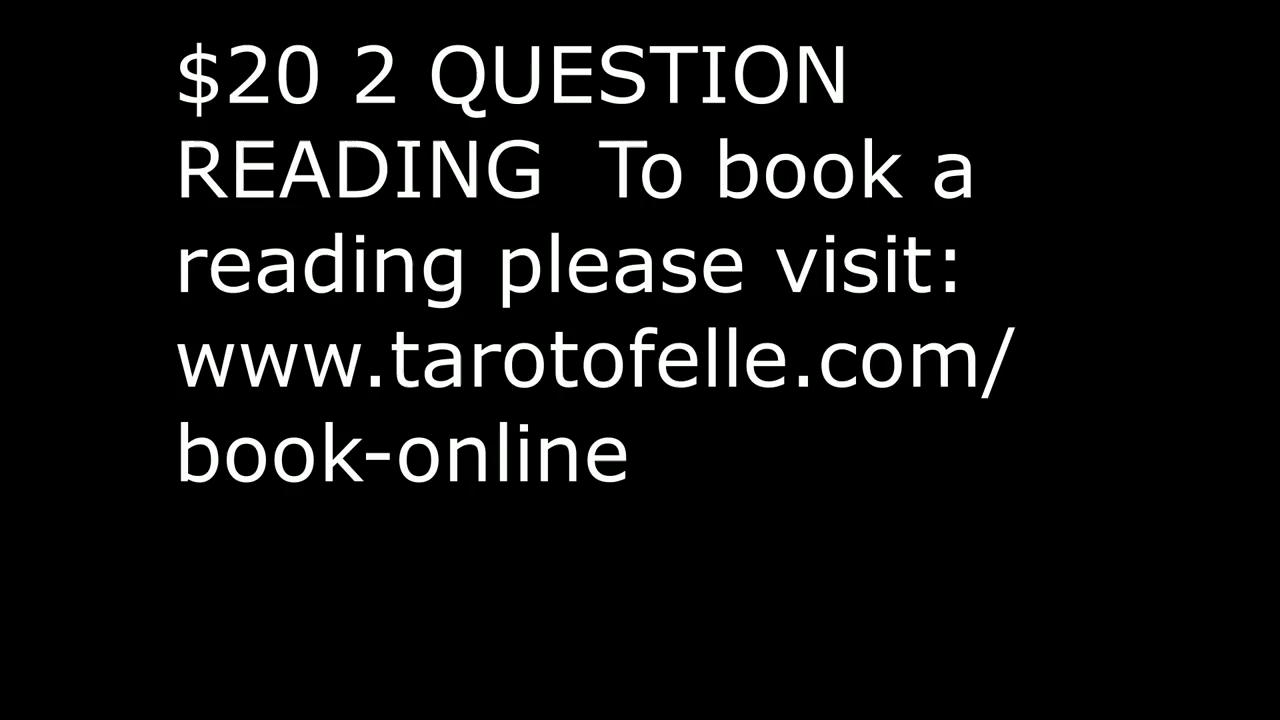 $20 2 QUESTION
READING  To book a
reading please visit:
www.tarotofelle.com/
book-online